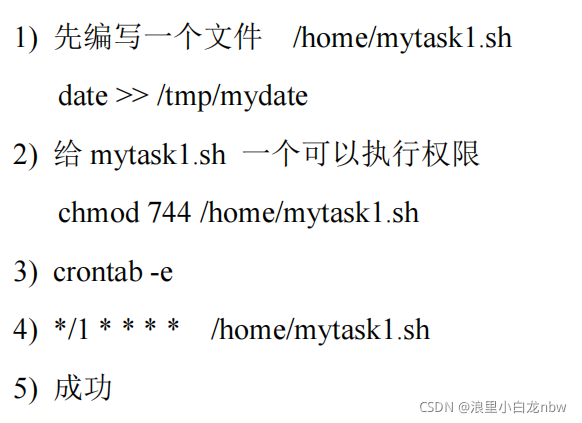 1) 先编写一个文件 /home/mytask1.sh
date >> /tmp/mydate
2) 给 mytask1.sh 一个可以执行权限
chmod 744 /home/mytask1.sh
3) crontab -e
4) */1 * * * * /home/mytask1.sh
5) 成功
CSDN @浪里小白龙nbw